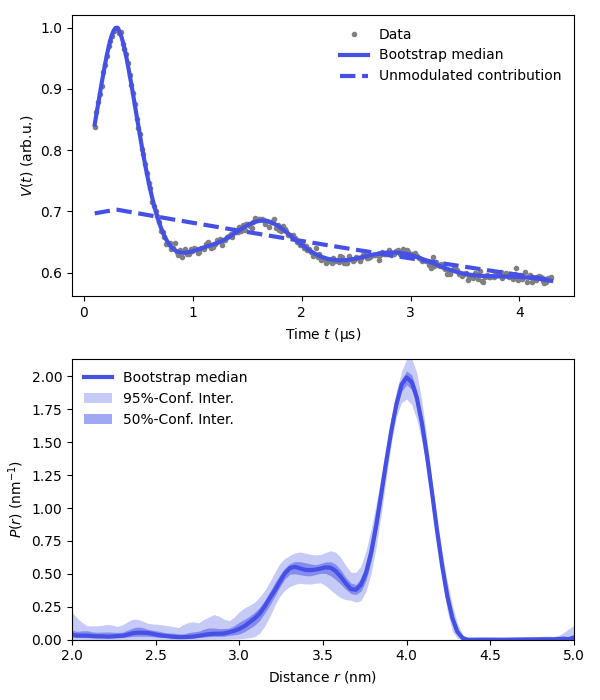 1.0
0.9
0.8
0.7
0.6
V(t) (arb.u.)
Data
Bootstrap median
Unmodulated contribution
0 1 2 3 4
Time t (μs)
2.00
1.75
1.50
1.25
1.00
0.75
0.50
0.25
0.00
P(r) (nm⁻¹)
Bootstrap median
95%-Conf. Inter.
50%-Conf. Inter.
2.0 2.5 3.0 3.5 4.0 4.5 5.0
Distance r (nm)